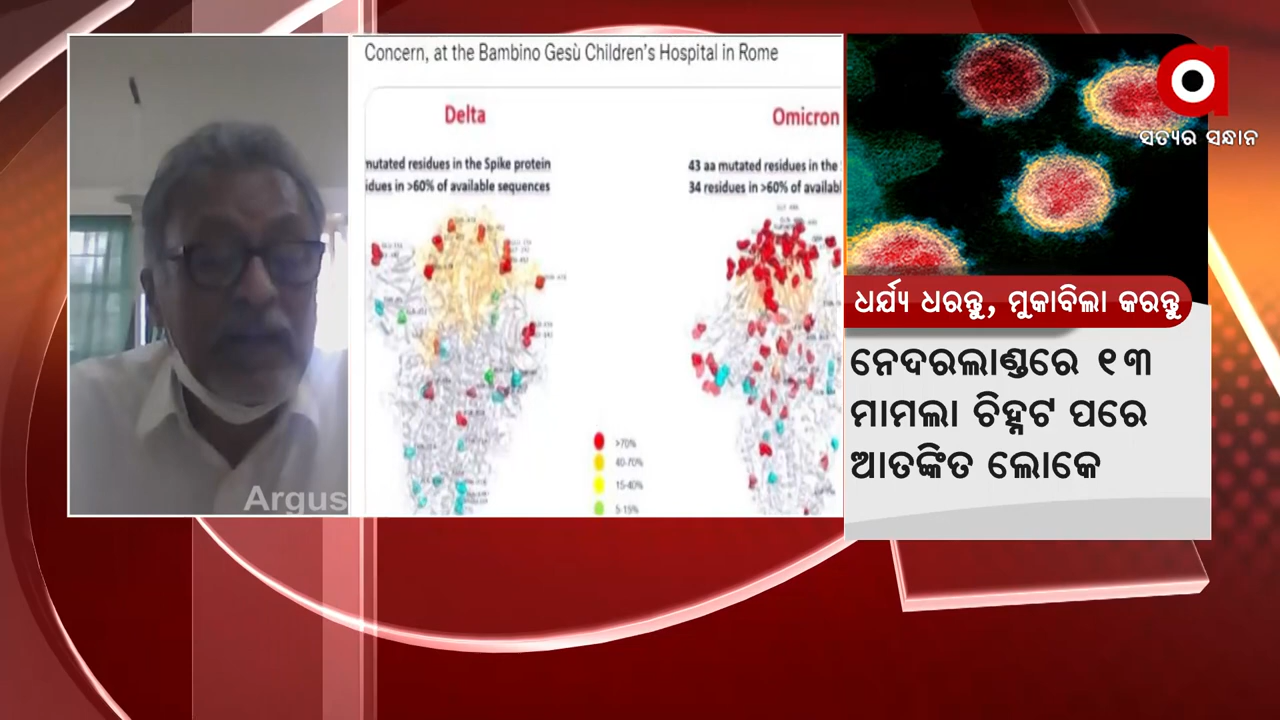 Concern, at the Bambino Gesù Children's Hospital in Rome
Delta
Omicron
mutated residues in the Spike protein
43 aa mutated residues in the
idues in >60% of available sequences
34 residues in >60% of availabl
>70%
40-70%
15-40%
5-15%
Argus
ସତ୍ୟର ସନ୍ଧାନ
ଧର୍ଯ୍ୟ ଧରନ୍ତୁ, ମୁକାବିଲା କରନ୍ତୁ
ନେଦରଲାଣ୍ଡରେ ୧୩
ମାମଲା ଚିହ୍ନଟ ପରେ
ଆତଙ୍କିତ ଲୋକେ